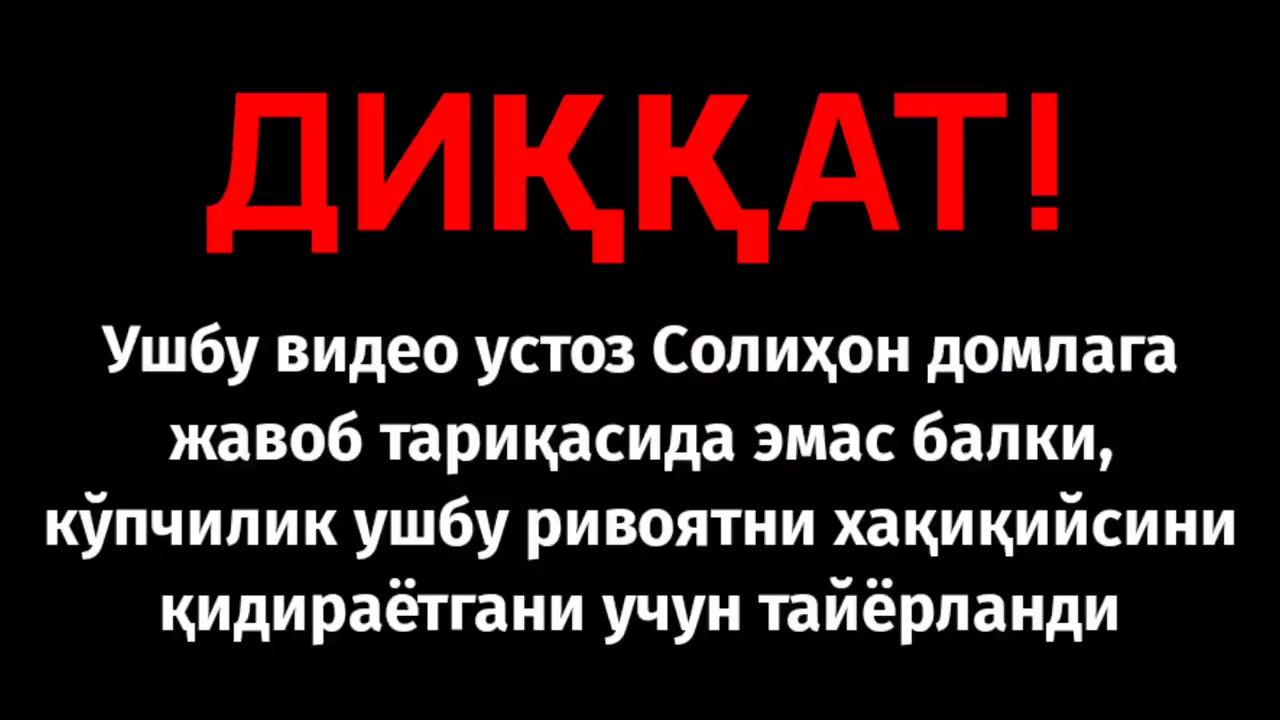 ДИҚҚАТ!
Ушбу видео устоз Солиҳон домлага
жавоб тариқасида эмас балки,
кўпчилик ушбу ривоятни хақиқийсини
қидираётгани учун тайёрланди